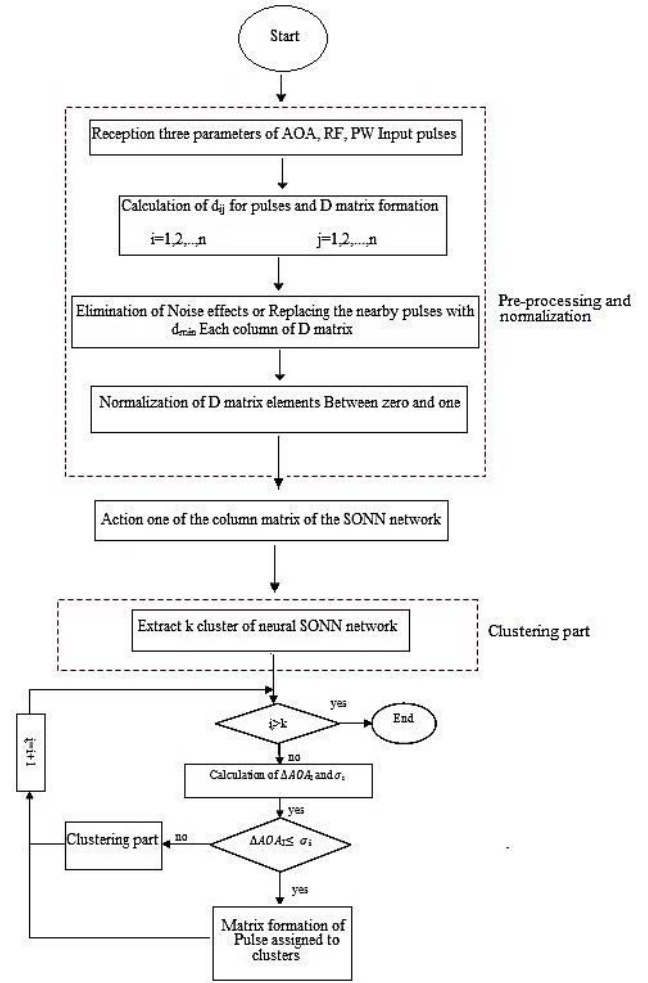 Start
Reception three parameters of AOA, RF, PW Input pulses
Calculation of dij for pulses and D matrix formation
i=1,2,...,n j=1,2,...,n
Elimination of Noise effects or Replacing the nearby pulses with
dmin Each column of D matrix
Pre-processing and
normalization
Normalization of D matrix elements Between zero and one
Action one of the column matrix of the SONN network
Extract k cluster of neural SONN network
Clustering part
yes
i>k
End
i=i+1
no
Calculation of ΔAOAi and σi
yes
Clustering part
no
ΔAOAi≤ σi
yes
Matrix formation of
Pulse assigned to
clusters